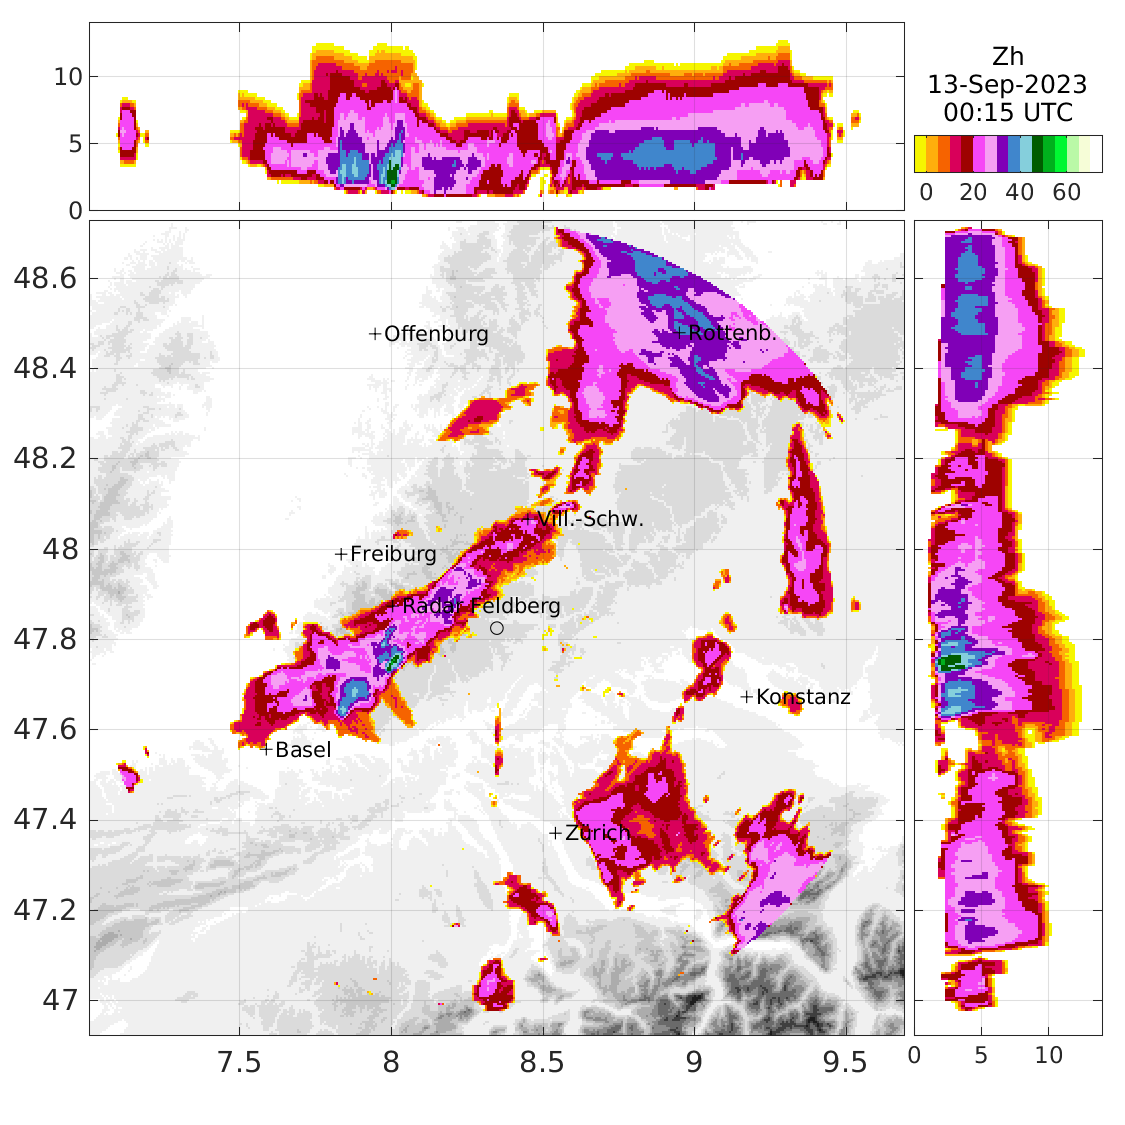 10
5
0
Zh
13-Sep-2023
00:15 UTC
0 20 40 60
48.6
48.4
48.2
48
47.8
47.6
47.4
47.2
47
+Offenburg
+Rottenb.
+Vill.-Schw.
+Freiburg
+Radar Feldberg
+Konstanz
+Basel
+Zürich
7.5 8 8.5 9 9.5
0 5 10